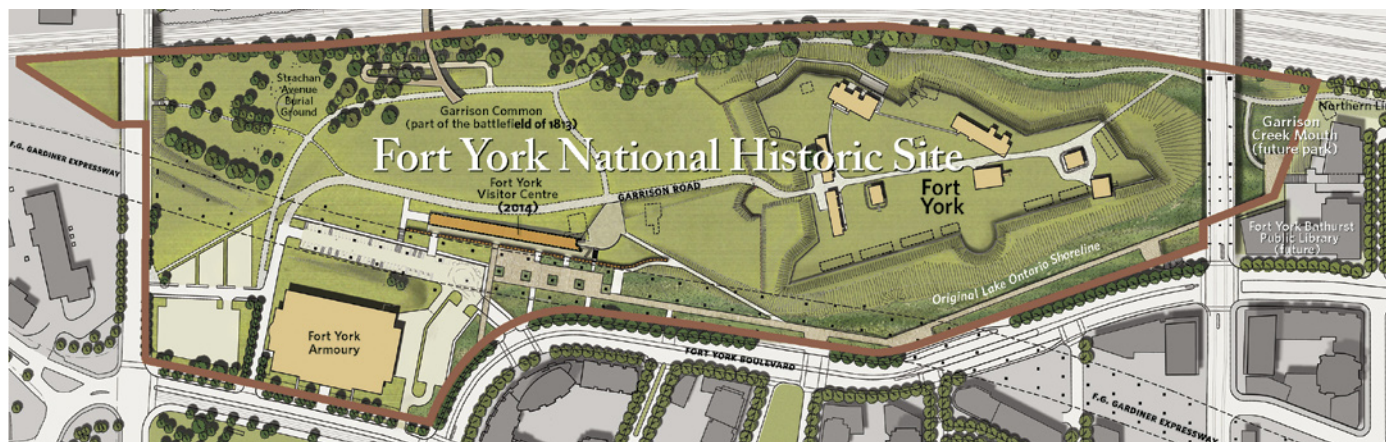 Strachan
Avenue
Burial
Ground
Garrison Common
(part of the battlefield of 1813)
Fort York National Historic Site
F.G. GARDINER EXPRESSWAY
Fort York
Visitor Centre
(2014)
GARRISON ROAD
Fort
York
Northern
Garrison
Creek Mouth
(future park)
Fort York Bathurst
Public Library
(future)
Original Lake Ontario Shoreline
Fort York
Armoury
FORT YORK BOULEVARD
F.G. GARDINER EXPRESSWAY